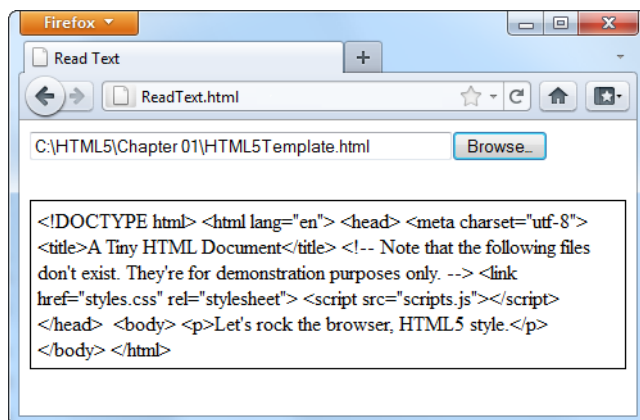 Firefox
Read Text
ReadText.html
C:\HTML5\Chapter 01\HTML5Template.html Browse...
<!DOCTYPE html> <html lang="en"> <head> <meta charset="utf-8">
<title>A Tiny HTML Document</title> <!-- Note that the following files
don't exist. They're for demonstration purposes only. --> <link
href="styles.css" rel="stylesheet"> <script src="scripts.js"></script>
</head> <body> <p>Let's rock the browser, HTML5 style.</p>
</body> </html>